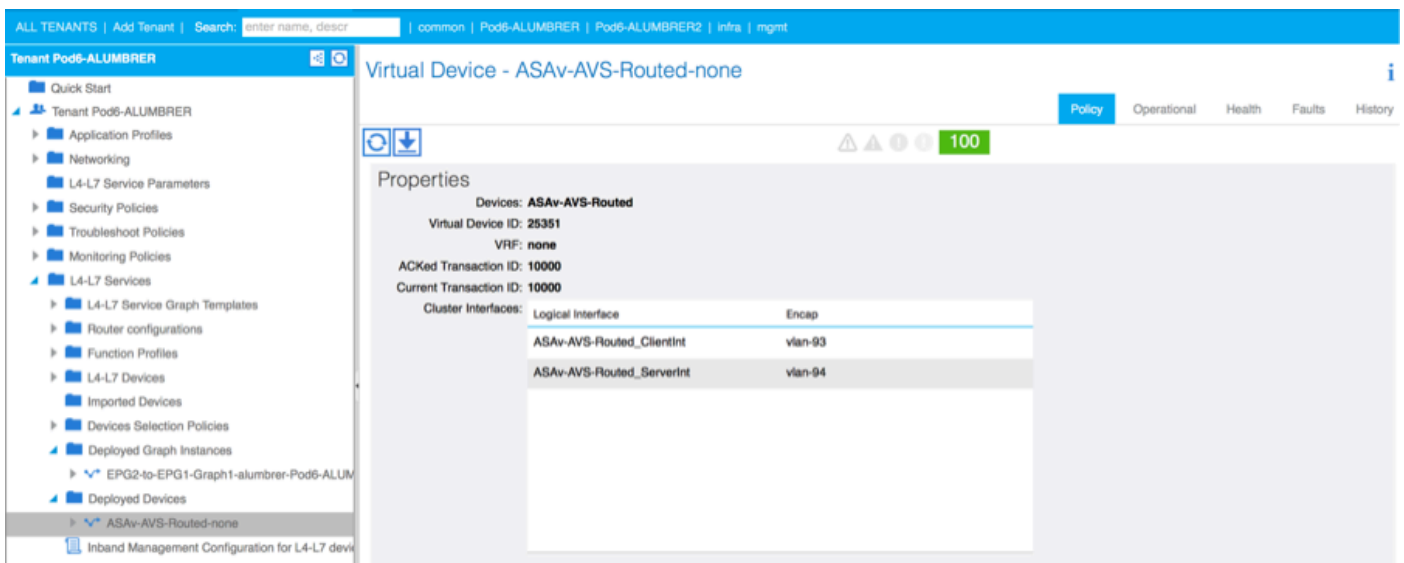 ALL TENANTS | Add Tenant | Search: enter name, descr | common | Pod6-ALUMBRER | Pod6-ALUMBRER2 | infra | mgmt
Tenant Pod6-ALUMBRER
Quick Start
Tenant Pod6-ALUMBRER
Application Profiles
Networking
L4-L7 Service Parameters
Security Policies
Troubleshoot Policies
Monitoring Policies
L4-L7 Services
L4-L7 Service Graph Templates
Router configurations
Function Profiles
L4-L7 Devices
Imported Devices
Devices Selection Policies
Deployed Graph Instances
EPG2-to-EPG1-Graph1-alumbrer-Pod6-ALUM
Deployed Devices
ASAv-AVS-Routed-none
Inband Management Configuration for L4-L7 devi
Virtual Device - ASAv-AVS-Routed-none
i
Policy Operational Health Faults History
100
Properties
Devices: ASAv-AVS-Routed
Virtual Device ID: 25351
VRF: none
ACKed Transaction ID: 10000
Current Transaction ID: 10000
Cluster Interfaces: Logical Interface Encap
ASAv-AVS-Routed_ClientInt vlan-93
ASAv-AVS-Routed_ServerInt vlan-94